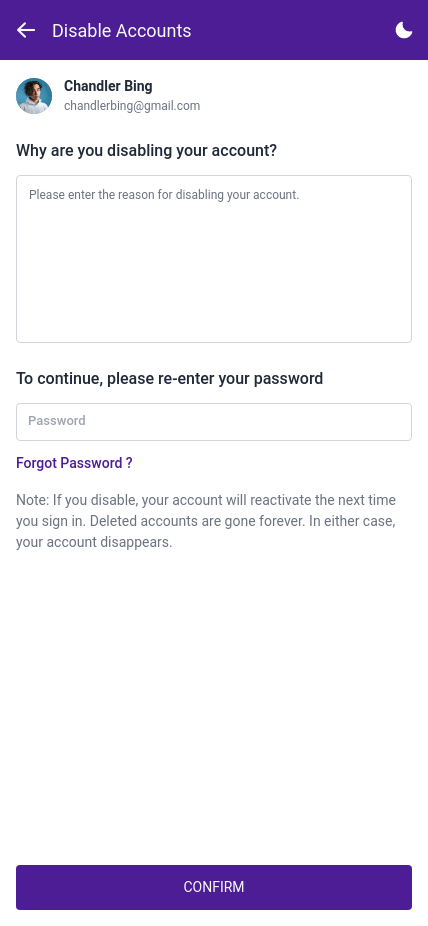 Disable Accounts
Chandler Bing
chandlerbing@gmail.com
Why are you disabling your account?
Please enter the reason for disabling your account.
To continue, please re-enter your password
Password
Forgot Password ?
Note: If you disable, your account will reactivate the next time
you sign in. Deleted accounts are gone forever. In either case,
your account disappears.
CONFIRM